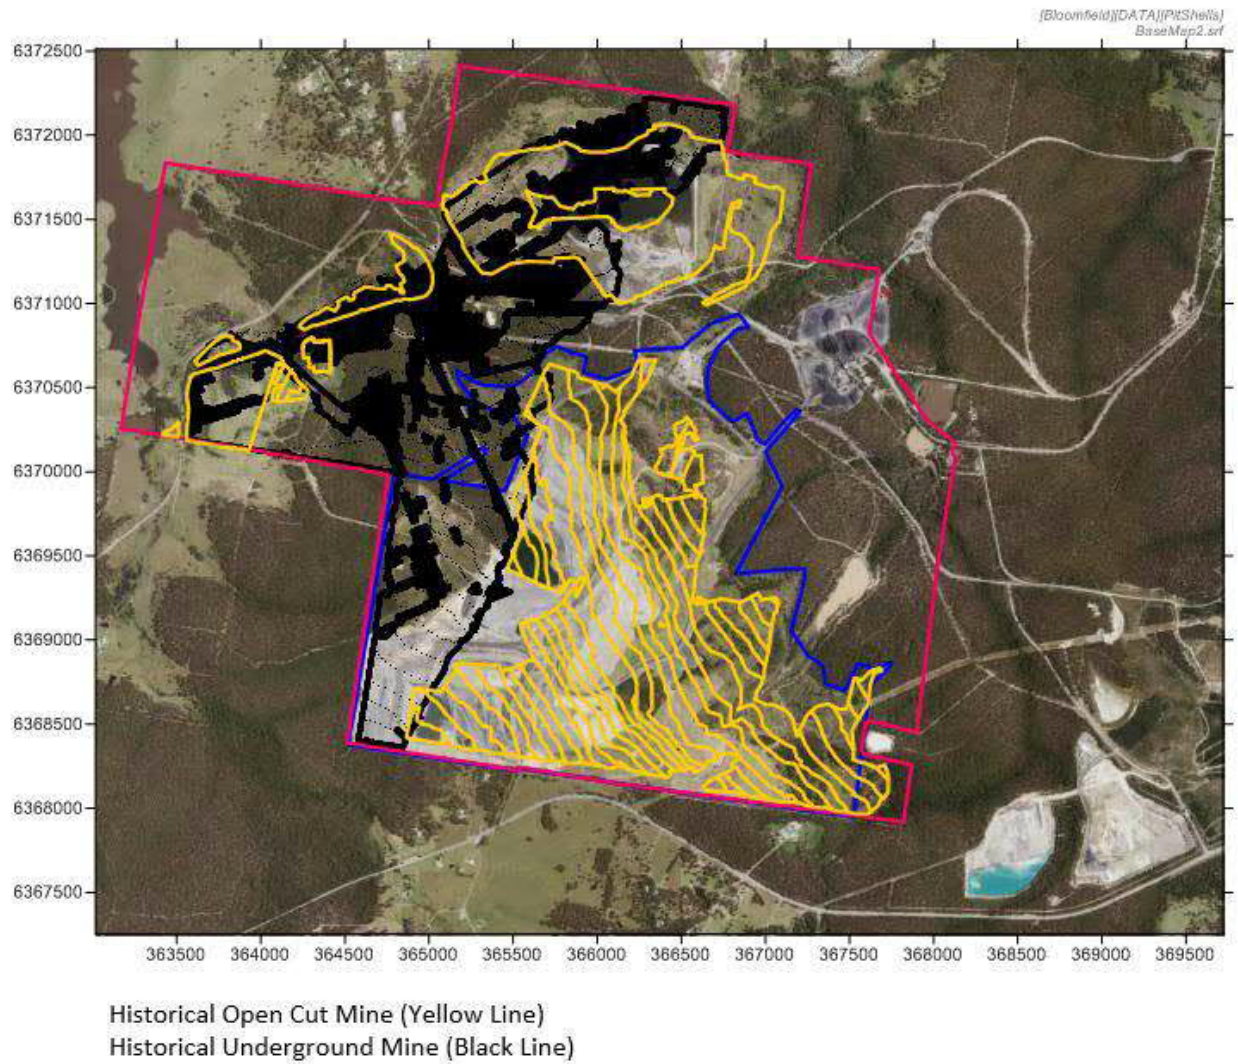 [Bloomfield][DATA][PitShells]
BaseMap2.srf
6372500
6372000
6371500
6371000
6370500
6370000
6369500
6369000
6368500
6368000
6367500
363500 364000 364500 365000 365500 366000 366500 367000 367500 368000 368500 369000 369500
Historical Open Cut Mine (Yellow Line)
Historical Underground Mine (Black Line)